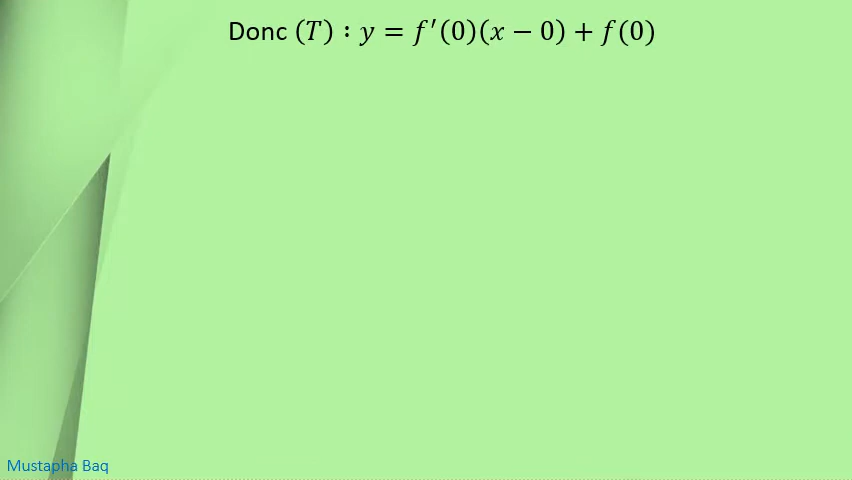 Donc (T) : y = f′(0)(x − 0) + f(0)
Mustapha Baq